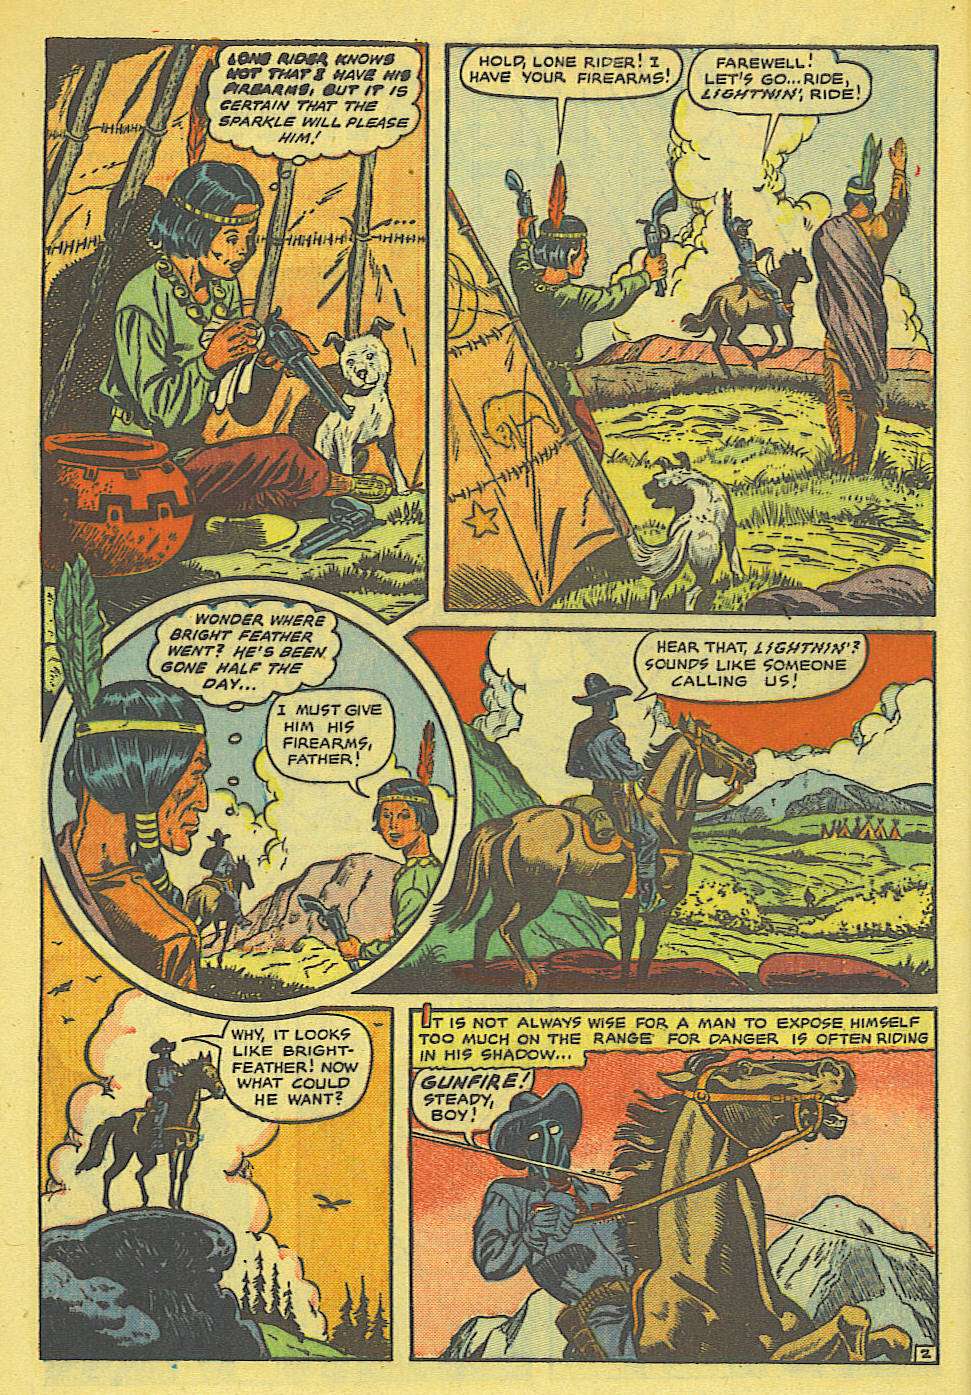 LONE RIDER KNOWS
NOT THAT I HAVE HIS
FIREARMS, BUT IT IS
CERTAIN THAT THE
SPARKLE WILL PLEASE
HIM!
HOLD, LONE RIDER! I
HAVE YOUR FIREARMS!
FAREWELL!
LET'S GO...RIDE,
LIGHTNIN', RIDE!
WONDER WHERE
BRIGHT FEATHER
WENT? HE'S BEEN
GONE HALF THE
DAY...
I MUST GIVE
HIM HIS
FIREARMS,
FATHER!
HEAR THAT, LIGHTNIN'?
SOUNDS LIKE SOMEONE
CALLING US!
WHY, IT LOOKS
LIKE BRIGHT-
FEATHER! NOW
WHAT COULD
HE WANT?
IT IS NOT ALWAYS WISE FOR A MAN TO EXPOSE HIMSELF
TOO MUCH ON THE RANGE FOR DANGER IS OFTEN RIDING
IN HIS SHADOW...
GUNFIRE!
STEADY,
BOY!
2